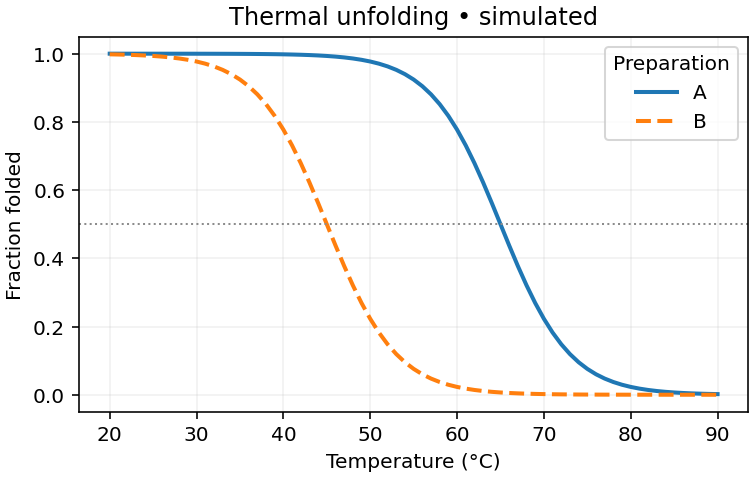 Thermal unfolding • simulated
Fraction folded
1.0
0.8
0.6
0.4
0.2
0.0
Preparation
A
B
20 30 40 50 60 70 80 90
Temperature (°C)